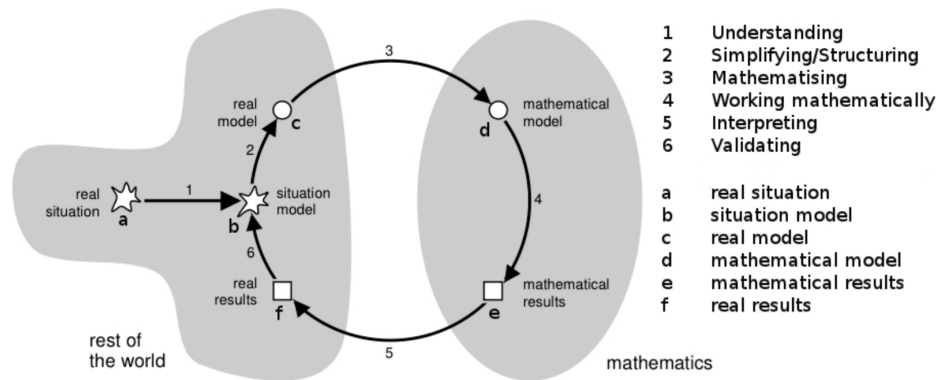 3
real
model
c
mathematical
model
d
2
real
situation
a
1
situation
model
b
4
6
real
results
f
mathematical
results
e
5
rest of
the world
mathematics
1 Understanding
2 Simplifying/Structuring
3 Mathematising
4 Working mathematically
5 Interpreting
6 Validating
a real situation
b situation model
c real model
d mathematical model
e mathematical results
f real results